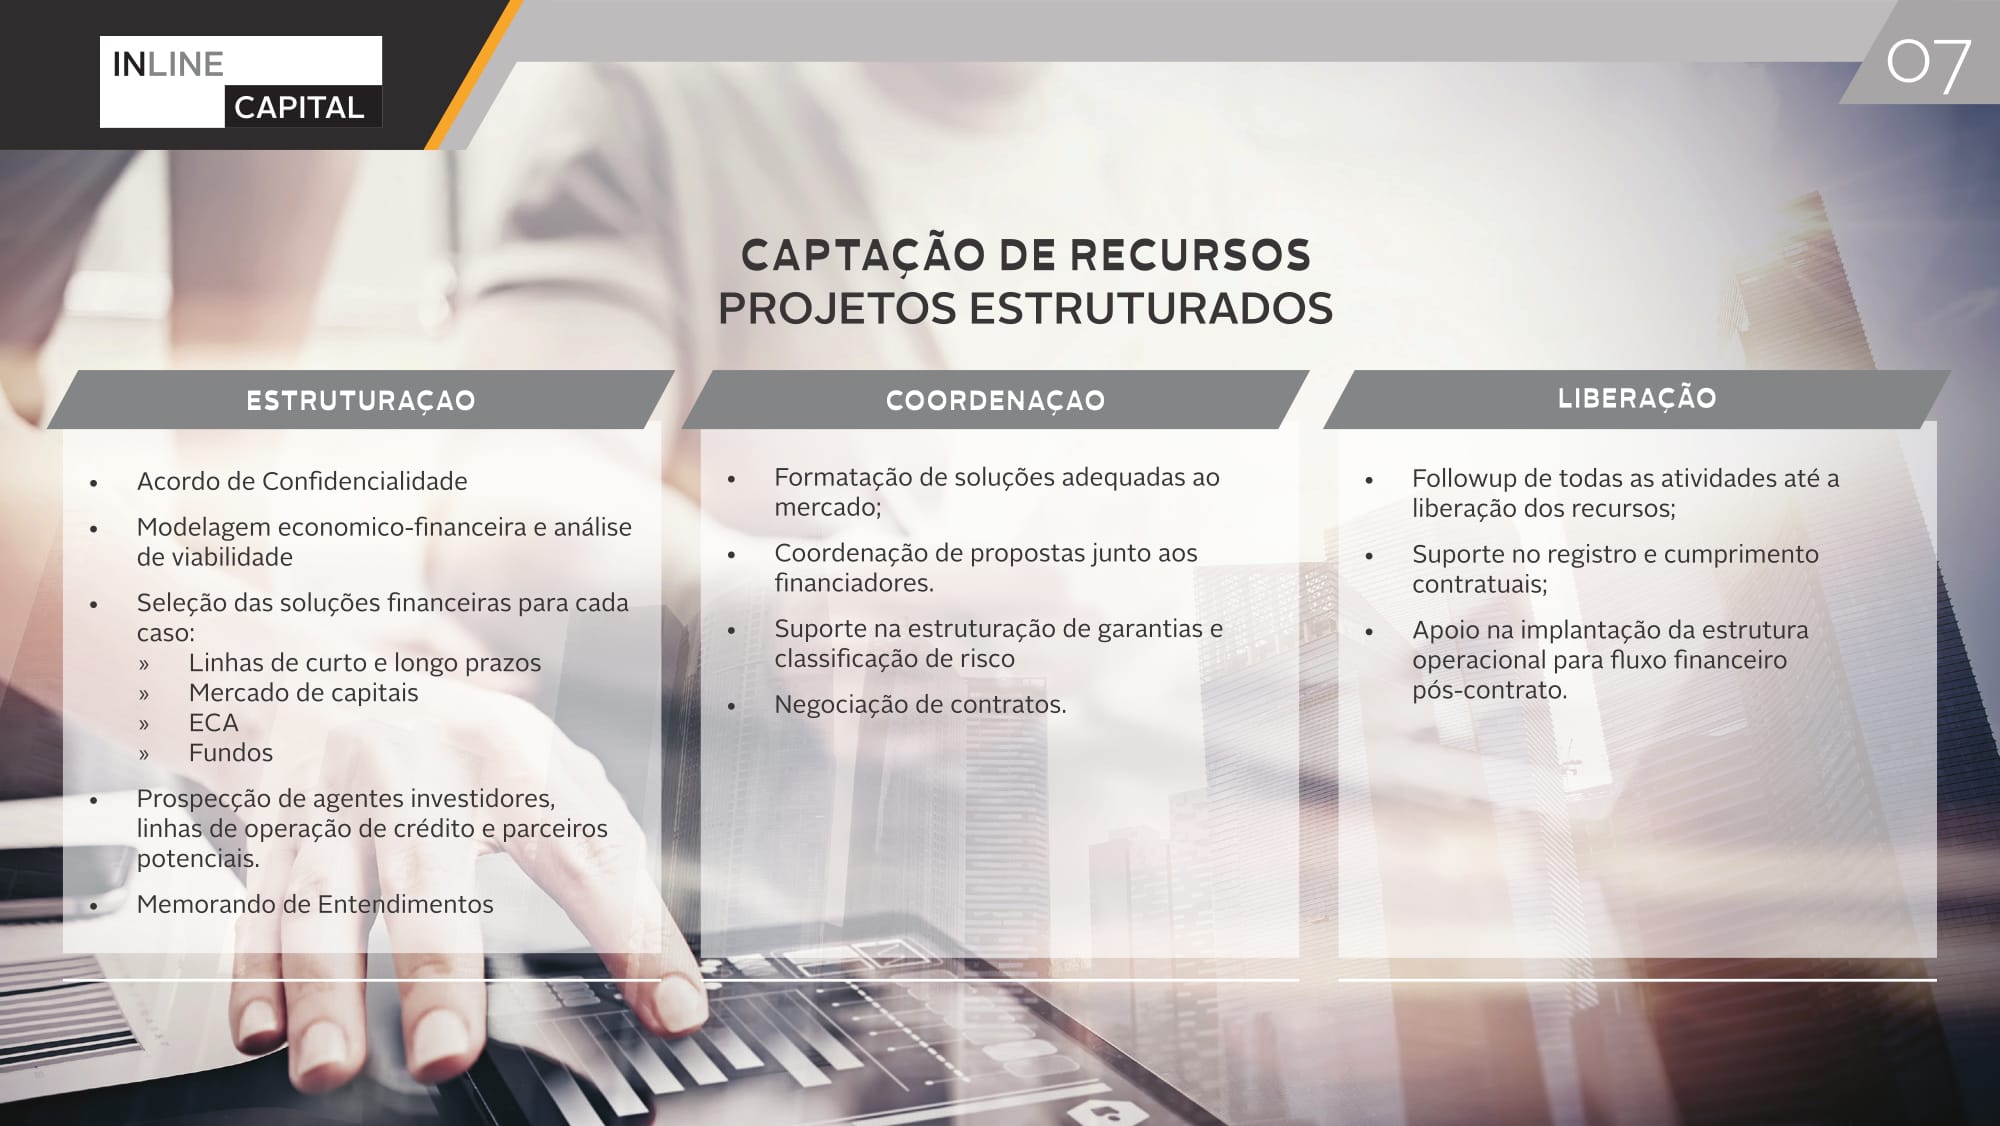 INLINE
CAPITAL
07
CAPTAÇÃO DE RECURSOS
PROJETOS ESTRUTURADOS
ESTRUTURAÇAO
• Acordo de Confidencialidade
• Modelagem economico-financeira e análise
de viabilidade
• Seleção das soluções financeiras para cada
caso:
» Linhas de curto e longo prazos
» Mercado de capitais
» ECA
» Fundos
• Prospecção de agentes investidores,
linhas de operação de crédito e parceiros
potenciais.
• Memorando de Entendimentos
COORDENAÇAO
• Formatação de soluções adequadas ao
mercado;
• Coordenação de propostas junto aos
financiadores.
• Suporte na estruturação de garantias e
classificação de risco
• Negociação de contratos.
LIBERAÇÃO
• Followup de todas as atividades até a
liberação dos recursos;
• Suporte no registro e cumprimento
contratuais;
• Apoio na implantação da estrutura
operacional para fluxo financeiro
pós-contrato.